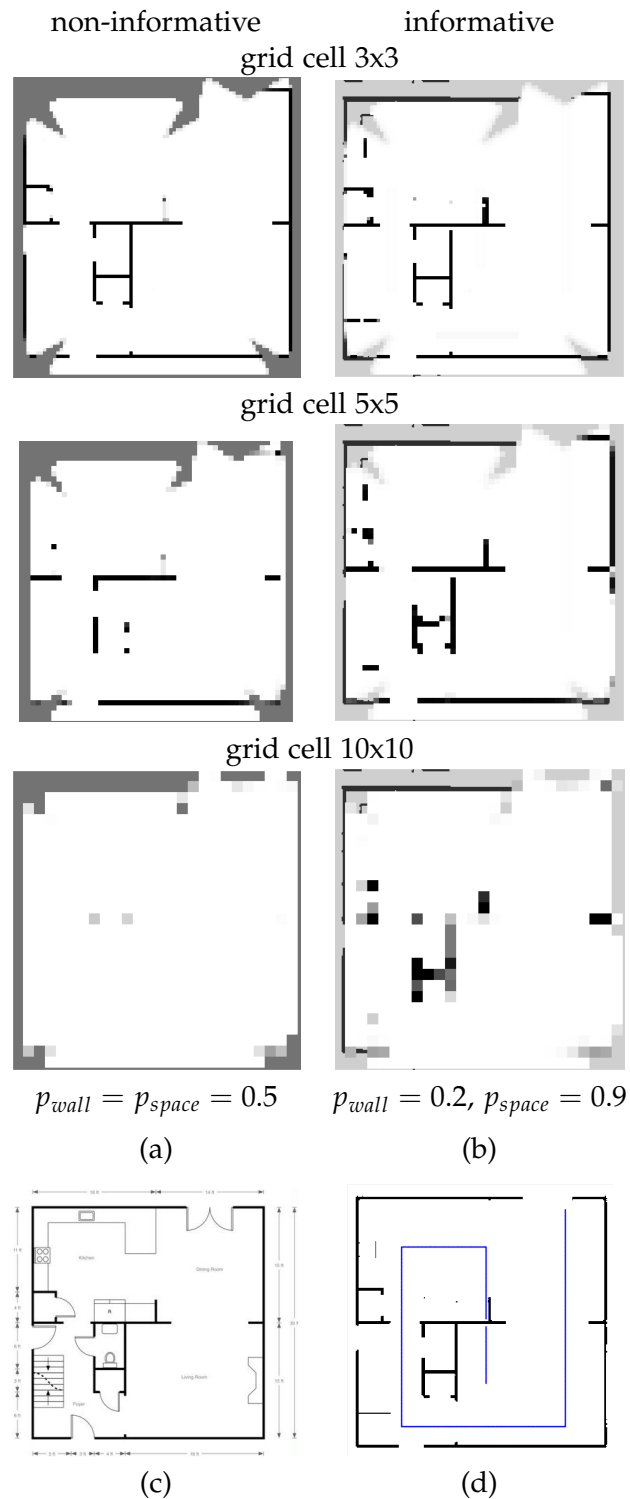 non-informative informative
grid cell 3x3
grid cell 5x5
grid cell 10x10
p_wall = p_space = 0.5 p_wall = 0.2, p_space = 0.9
(a) (b)
Kitchen
Dining Room
R
Living Room
Foyer
(c) (d)